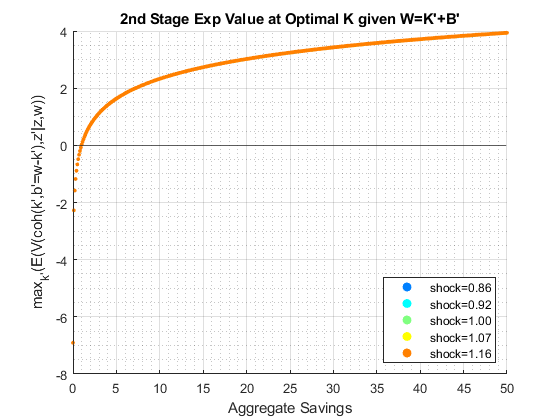 2nd Stage Exp Value at Optimal K given W=K'+B'
max_k'(E(V(coh(k',b'=w-k'),z'|z,w))
4
2
0
-2
-4
-6
-8
shock=0.86
shock=0.92
shock=1.00
shock=1.07
shock=1.16
0 5 10 15 20 25 30 35 40 45 50
Aggregate Savings